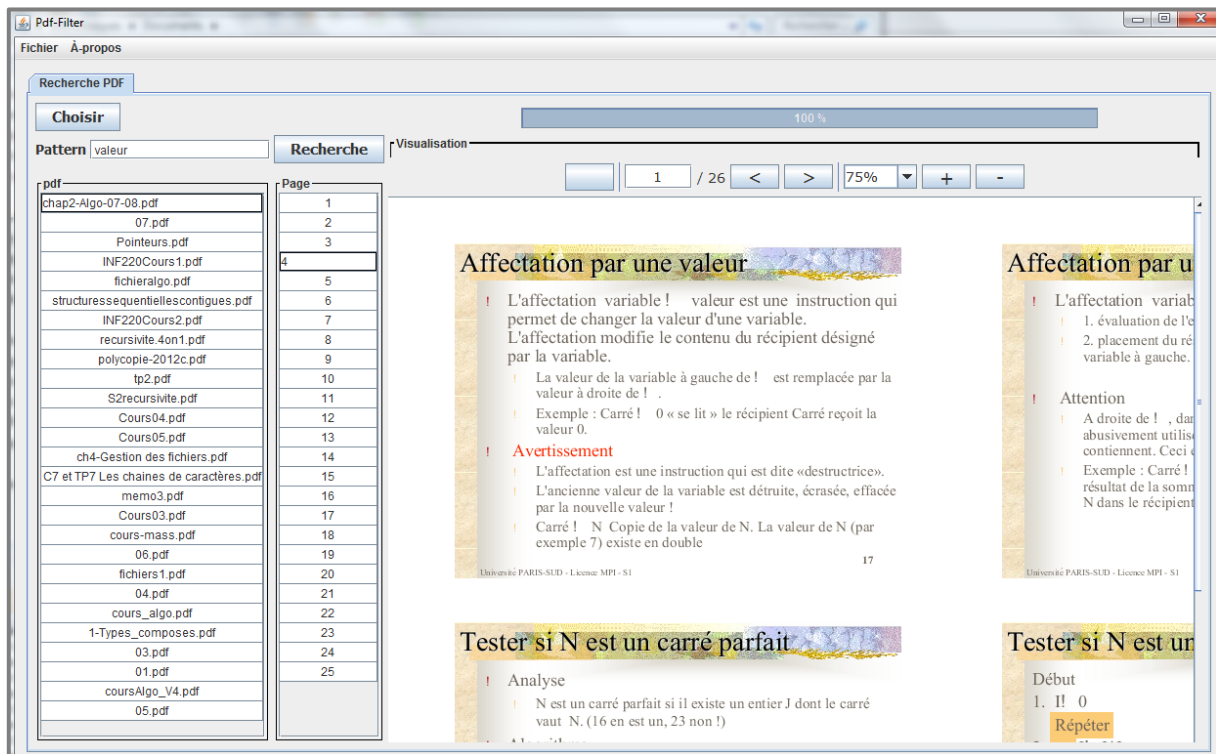 Pdf-Filter
Fichier À-propos
Recherche PDF
Choisir
100 %
Pattern valeur Recherche
Visualisation
1 / 26 < > 75% + -
pdf
chap2-Algo-07-08.pdf
07.pdf
Pointeurs.pdf
INF220Cours1.pdf
fichieralgo.pdf
structuressequentiellescontigues.pdf
INF220Cours2.pdf
recursivite.4on1.pdf
polycopie-2012c.pdf
tp2.pdf
S2recursivite.pdf
Cours04.pdf
Cours05.pdf
ch4-Gestion des fichiers.pdf
C7 et TP7 Les chaines de caractères.pdf
memo3.pdf
Cours03.pdf
cours-mass.pdf
06.pdf
fichiers1.pdf
04.pdf
cours_algo.pdf
1-Types_composes.pdf
03.pdf
01.pdf
coursAlgo_V4.pdf
05.pdf
Page
1
2
3
4
5
6
7
8
9
10
11
12
13
14
15
16
17
18
19
20
21
22
23
24
25
Affectation par une valeur
! L'affectation variable ! valeur est une instruction qui
permet de changer la valeur d'une variable.
L'affectation modifie le contenu du récipient désigné
par la variable.
! La valeur de la variable à gauche de ! est remplacée par la
valeur à droite de ! .
! Exemple : Carré ! 0 « se lit » le récipient Carré reçoit la
valeur 0.
! Avertissement
! L'affectation est une instruction qui est dite «destructrice».
! L'ancienne valeur de la variable est détruite, écrasée, effacée
par la nouvelle valeur !
! Carré ! N Copie de la valeur de N. La valeur de N (par
exemple 7) existe en double
17
Université PARIS-SUD - Licence MPI - S1
Affectation par u
! L'affectation variab
! 1. évaluation de l'e
! 2. placement du ré
variable à gauche.
! Attention
! A droite de ! , dan
abusivement utilis
contiennent. Ceci
! Exemple : Carré !
résultat de la somm
N dans le récipient
Université PARIS-SUD - Licence MPI - S1
Tester si N est un carré parfait
! Analyse
! N est un carré parfait si il existe un entier J dont le carré
vaut N. (16 en est un, 23 non !)
Tester si N est un
Début
1. I! 0
Répéter